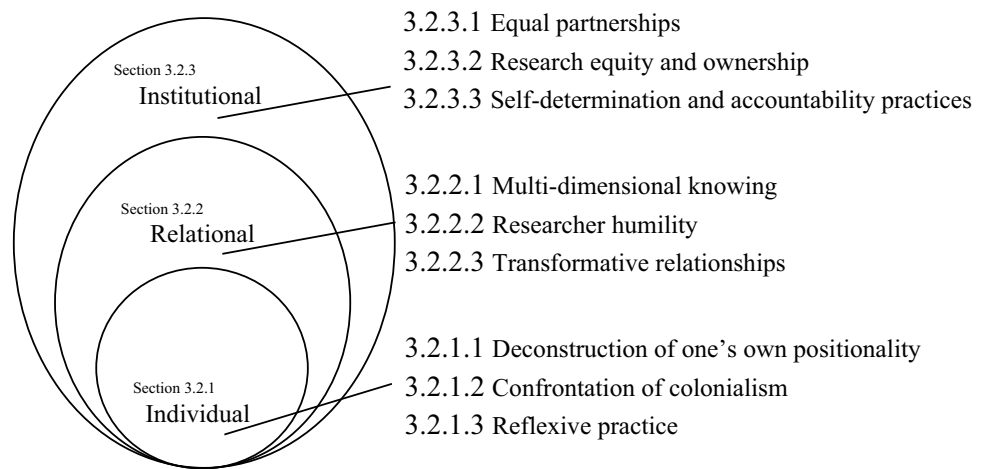 Section 3.2.3
Institutional
3.2.3.1 Equal partnerships
3.2.3.2 Research equity and ownership
3.2.3.3 Self-determination and accountability practices
Section 3.2.2
Relational
3.2.2.1 Multi-dimensional knowing
3.2.2.2 Researcher humility
3.2.2.3 Transformative relationships
Section 3.2.1
Individual
3.2.1.1 Deconstruction of one’s own positionality
3.2.1.2 Confrontation of colonialism
3.2.1.3 Reflexive practice